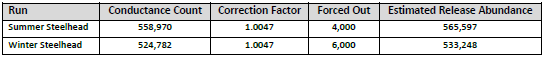 Run Conductance Count Correction Factor Forced Out Estimated Release Abundance
Summer Steelhead 558,970 1.0047 4,000 565,597
Winter Steelhead 524,782 1.0047 6,000 533,248